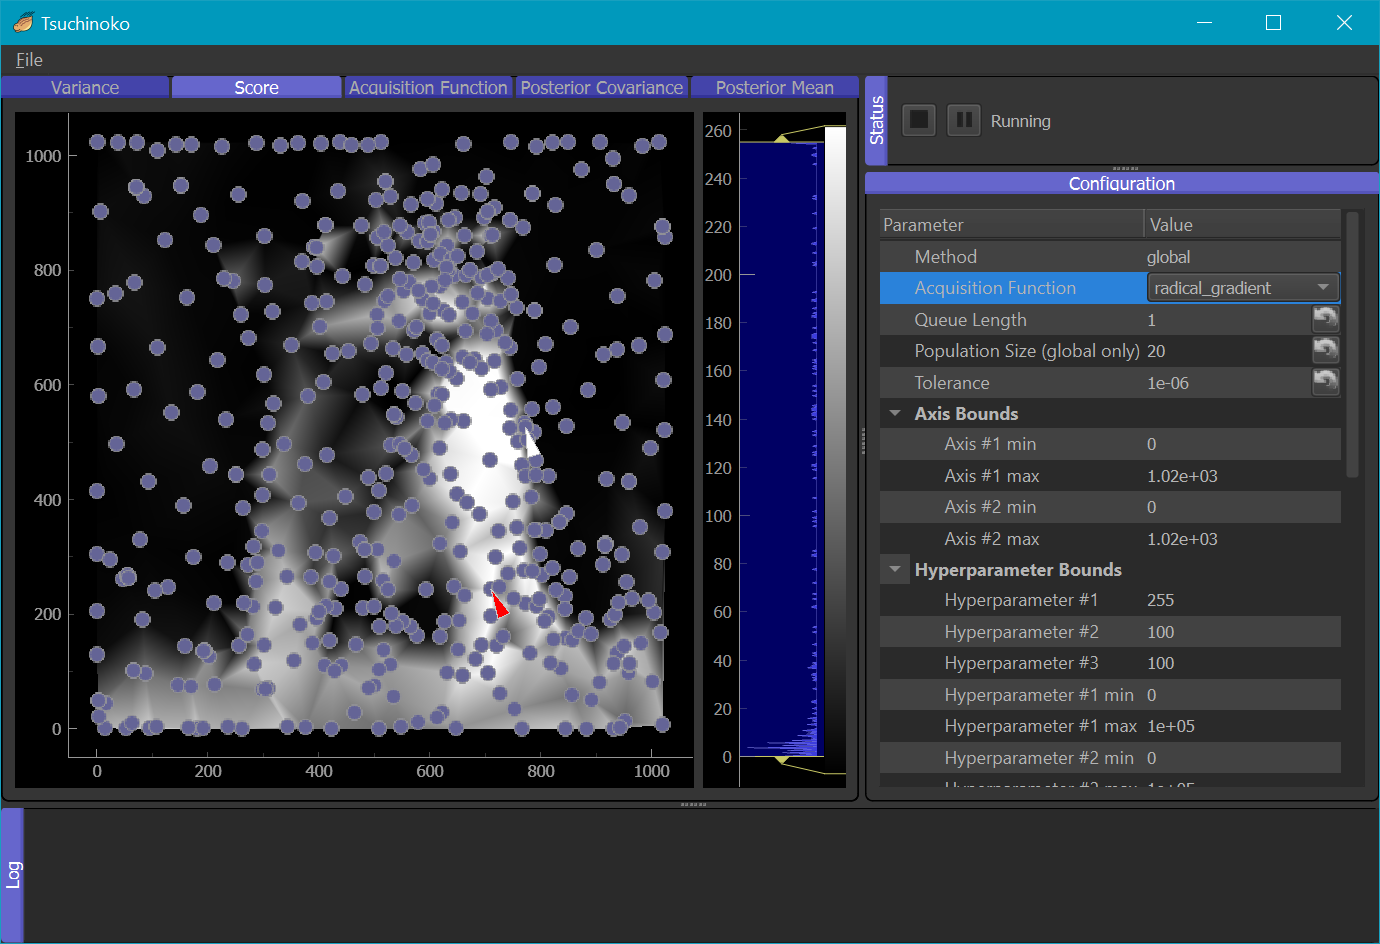 Tsuchinoko
File
Variance Score Acquisition Function Posterior Covariance Posterior Mean
1000
800
600
400
200
0
0 200 400 600 800 1000
260
240
220
200
180
160
140
120
100
80
60
40
20
0
Status
Running
Configuration
Parameter Value
Method global
Acquisition Function radical_gradient
Queue Length 1
Population Size (global only) 20
Tolerance 1e-06
Axis Bounds
Axis #1 min 0
Axis #1 max 1.02e+03
Axis #2 min 0
Axis #2 max 1.02e+03
Hyperparameter Bounds
Hyperparameter #1 255
Hyperparameter #2 100
Hyperparameter #3 100
Hyperparameter #1 min 0
Hyperparameter #1 max 1e+05
Hyperparameter #2 min 0
Hyperparameter #2 max 1e+05
Log